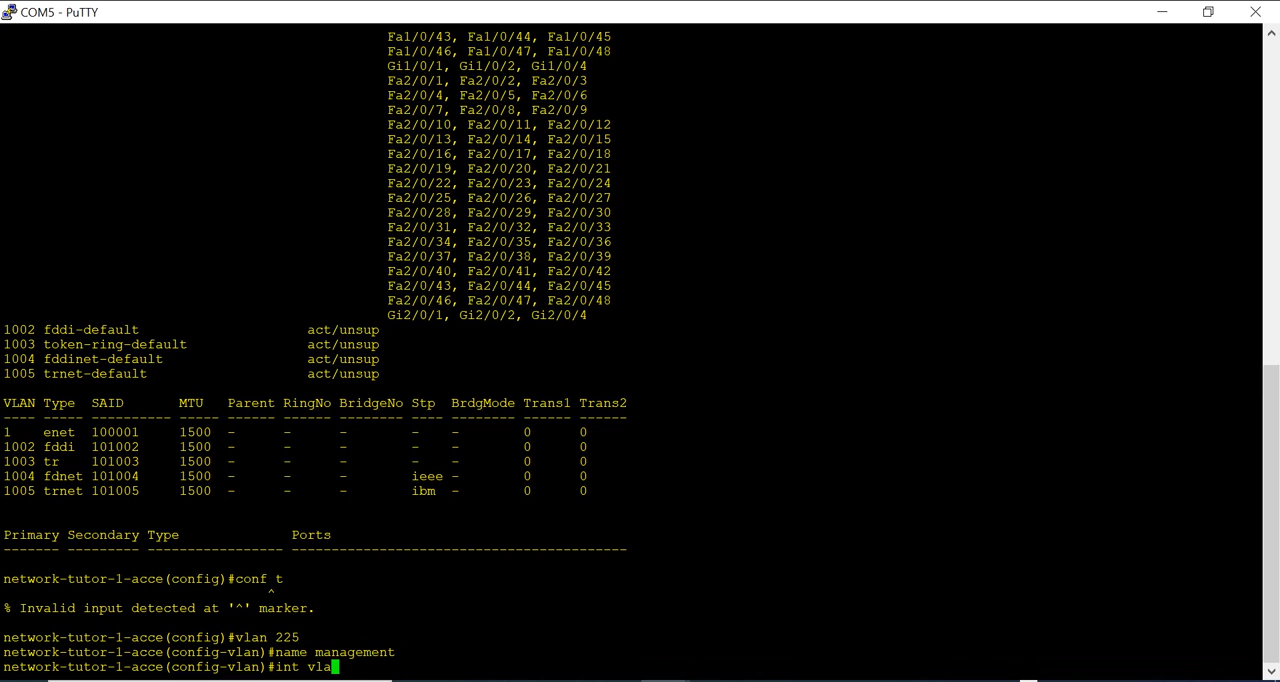 COM5 - PuTTY
Fa1/0/43, Fa1/0/44, Fa1/0/45
Fa1/0/46, Fa1/0/47, Fa1/0/48
Gi1/0/1, Gi1/0/2, Gi1/0/4
Fa2/0/1, Fa2/0/2, Fa2/0/3
Fa2/0/4, Fa2/0/5, Fa2/0/6
Fa2/0/7, Fa2/0/8, Fa2/0/9
Fa2/0/10, Fa2/0/11, Fa2/0/12
Fa2/0/13, Fa2/0/14, Fa2/0/15
Fa2/0/16, Fa2/0/17, Fa2/0/18
Fa2/0/19, Fa2/0/20, Fa2/0/21
Fa2/0/22, Fa2/0/23, Fa2/0/24
Fa2/0/25, Fa2/0/26, Fa2/0/27
Fa2/0/28, Fa2/0/29, Fa2/0/30
Fa2/0/31, Fa2/0/32, Fa2/0/33
Fa2/0/34, Fa2/0/35, Fa2/0/36
Fa2/0/37, Fa2/0/38, Fa2/0/39
Fa2/0/40, Fa2/0/41, Fa2/0/42
Fa2/0/43, Fa2/0/44, Fa2/0/45
Fa2/0/46, Fa2/0/47, Fa2/0/48
Gi2/0/1, Gi2/0/2, Gi2/0/4
1002 fddi-default act/unsup
1003 token-ring-default act/unsup
1004 fddinet-default act/unsup
1005 trnet-default act/unsup
VLAN Type SAID MTU Parent RingNo BridgeNo Stp BrdgMode Trans1 Trans2
---- ----- ---------- ----- ------ ------ -------- ---- -------- ------ ------
1 enet 100001 1500 - - - - - 0 0
1002 fddi 101002 1500 - - - - - 0 0
1003 tr 101003 1500 - - - - - 0 0
1004 fdnet 101004 1500 - - - ieee - 0 0
1005 trnet 101005 1500 - - - ibm - 0 0
Primary Secondary Type Ports
------- --------- ----------------- ------------------------------------------
network-tutor-1-acce(config)#conf t
^
% Invalid input detected at '^' marker.
network-tutor-1-acce(config)#vlan 225
network-tutor-1-acce(config-vlan)#name management
network-tutor-1-acce(config-vlan)#int vla